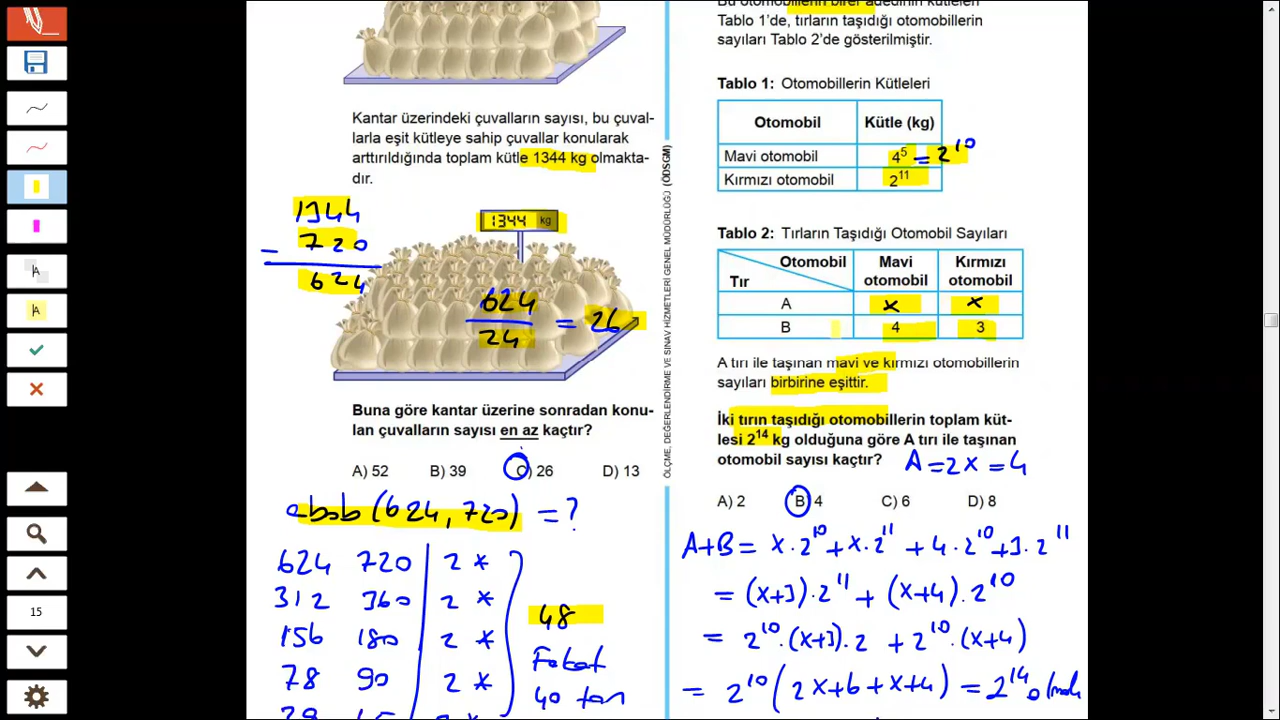 Kantar üzerindeki çuvalların sayısı, bu çuval-
larla eşit kütleye sahip çuvallar konularak
arttırıldığında toplam kütle 1344 kg olmakta-
dır.
1344
- 720
624
1344 kg
624
24
= 26
Buna göre kantar üzerine sonradan konu-
lan çuvalların sayısı en az kaçtır?
A) 52 B) 39 C) 26 D) 13
ebob(624, 720) = ?
624 720 2 *
312 360 2 *
156 180 2 *
78 90 2 *
48
Fakat
40 tan
ÖLÇME, DEĞERLENDİRME VE SINAV HİZMETLERİ GENEL MÜDÜRLÜĞÜ (ÖDSGM)
Bu otomobillerin birer adedinin kütleleri
Tablo 1'de, tırların taşıdığı otomobillerin
sayıları Tablo 2'de gösterilmiştir.
Tablo 1: Otomobillerin Kütleleri
Otomobil Kütle (kg)
Mavi otomobil 4⁵ = 2¹⁰
Kırmızı otomobil 2¹¹
Tablo 2: Tırların Taşıdığı Otomobil Sayıları
Otomobil
Tır
Mavi otomobil
Kırmızı otomobil
A x x
B 4 3
A tırı ile taşınan mavi ve kırmızı otomobillerin
sayıları birbirine eşittir.
İki tırın taşıdığı otomobillerin toplam küt-
lesi 2¹⁴ kg olduğuna göre A tırı ile taşınan
otomobil sayısı kaçtır? A = 2x = 4
A) 2 B) 4 C) 6 D) 8
A+B = x.2¹⁰ + x.2¹¹ + 4.2¹⁰ + 3.2¹¹
= (x+3).2¹¹ + (x+4).2¹⁰
= 2¹⁰.(x+3).2 + 2¹⁰.(x+4)
= 2¹⁰(2x+6+x+4) = 2¹⁴ olmalı
15